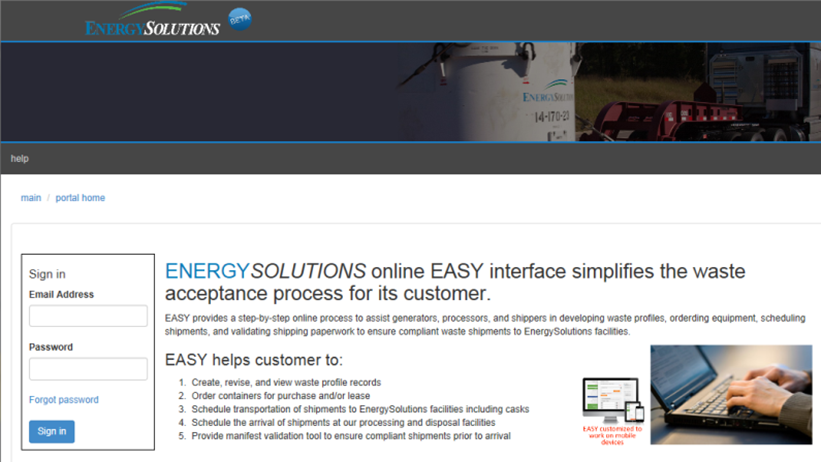 ENERGYSOLUTIONS BETA
ENERGYSOLUTIONS
14-170-23
help
main / portal home
Sign in
Email Address
Password
Forgot password
Sign in
ENERGYSOLUTIONS online EASY interface simplifies the waste
acceptance process for its customer.
EASY provides a step-by-step online process to assist generators, processors, and shippers in developing waste profiles, orderding equipment, scheduling
shipments, and validating shipping paperwork to ensure compliant waste shipments to EnergySolutions facilities.
EASY helps customer to:
1. Create, revise, and view waste profile records
2. Order containers for purchase and/or lease
3. Schedule transportation of shipments to EnergySolutions facilities including casks
4. Schedule the arrival of shipments at our processing and disposal facilities
5. Provide manifest validation tool to ensure compliant shipments prior to arrival
EASY customized to
work on mobile
devices